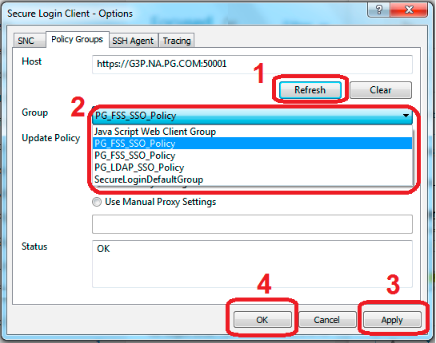 Secure Login Client - Options
SNC
Policy Groups
SSH Agent
Tracing
Host
https://G3P.NA.PG.COM:50001
1
Refresh
Clear
2
Group
PG_FSS_SSO_Policy
Update Policy
Java Script Web Client Group
PG_FSS_SSO_Policy
PG_FSS_SSO_Policy
PG_LDAP_SSO_Policy
SecureLoginDefaultGroup
Use Manual Proxy Settings
Status
OK
4
3
OK
Cancel
Apply